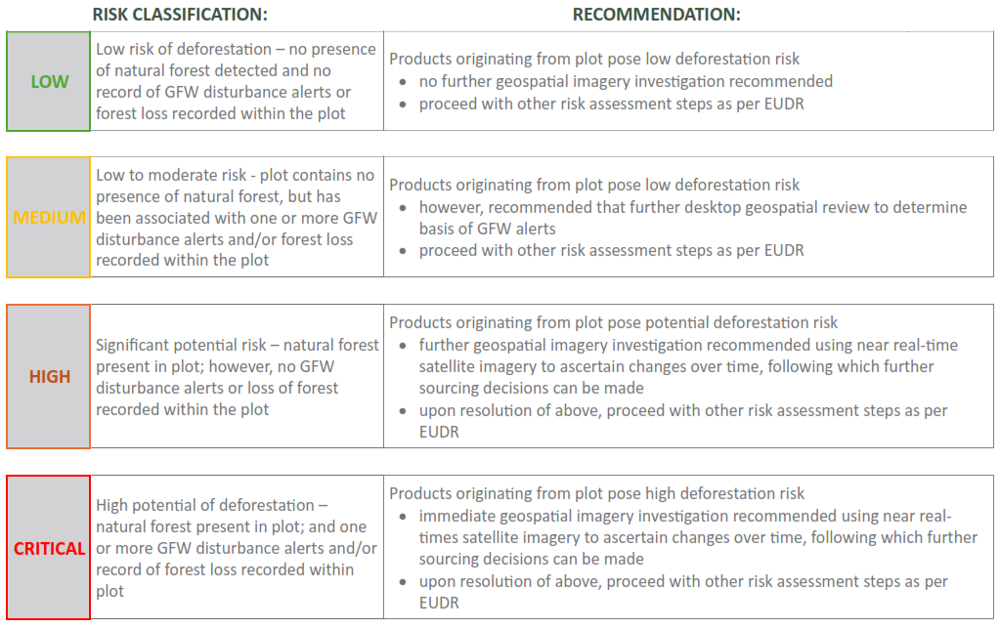 RISK CLASSIFICATION:
RECOMMENDATION:
LOW
Low risk of deforestation – no presence
of natural forest detected and no
record of GFW disturbance alerts or
forest loss recorded within the plot
Products originating from plot pose low deforestation risk
• no further geospatial imagery investigation recommended
• proceed with other risk assessment steps as per EUDR
MEDIUM
Low to moderate risk - plot contains no
presence of natural forest, but has
been associated with one or more GFW
disturbance alerts and/or forest loss
recorded within the plot
Products originating from plot pose low deforestation risk
• however, recommended that further desktop geospatial review to determine
basis of GFW alerts
• proceed with other risk assessment steps as per EUDR
HIGH
Significant potential risk – natural forest
present in plot; however, no GFW
disturbance alerts or loss of forest
recorded within the plot
Products originating from plot pose potential deforestation risk
• further geospatial imagery investigation recommended using near real-time
satellite imagery to ascertain changes over time, following which further
sourcing decisions can be made
• upon resolution of above, proceed with other risk assessment steps as per
EUDR
CRITICAL
High potential of deforestation –
natural forest present in plot; and one
or more GFW disturbance alerts and/or
record of forest loss recorded within
plot
Products originating from plot pose high deforestation risk
• immediate geospatial imagery investigation recommended using near real-
times satellite imagery to ascertain changes over time, following which further
sourcing decisions can be made
• upon resolution of above, proceed with other risk assessment steps as per
EUDR